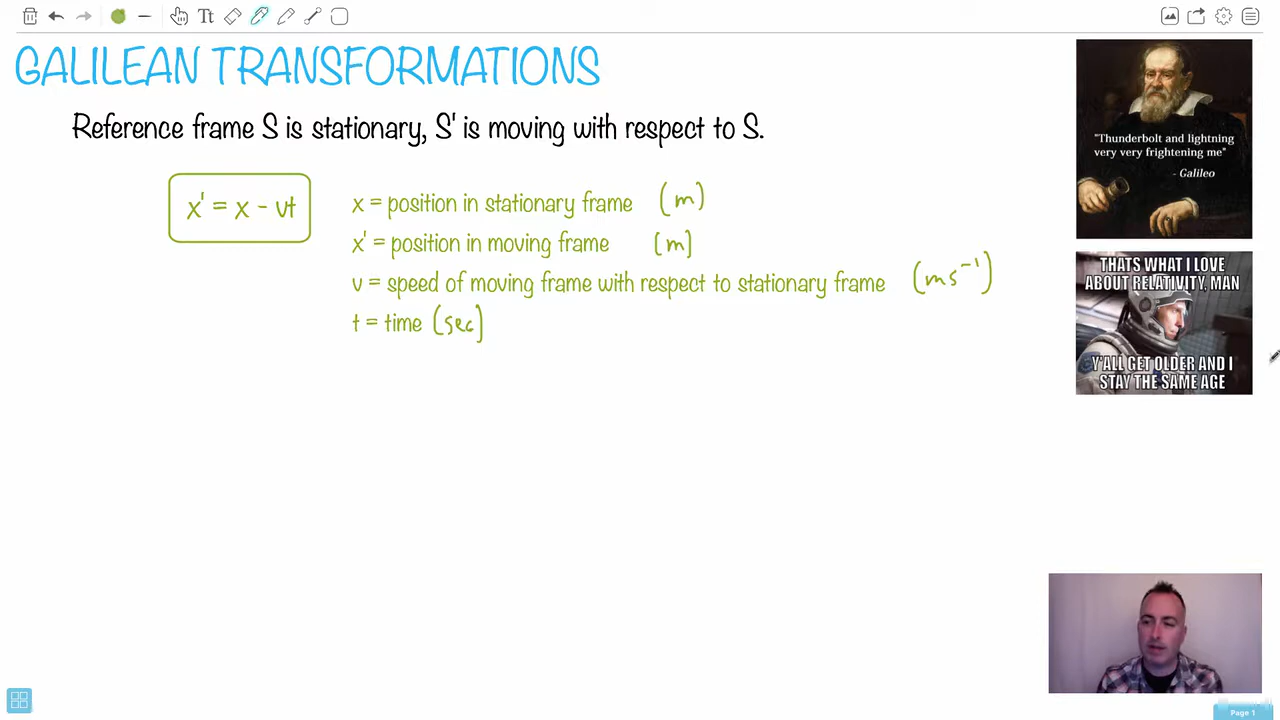 Tt
GALILEAN TRANSFORMATIONS
Reference frame S is stationary, S' is moving with respect to S.
x' = x - vt
x = position in stationary frame (m)
x' = position in moving frame (m)
v = speed of moving frame with respect to stationary frame (ms⁻¹)
t = time (sec)
"Thunderbolt and lightning
very very frightening me"
- Galileo
THATS WHAT I LOVE
ABOUT RELATIVITY, MAN
Y'ALL GET OLDER AND I
STAY THE SAME AGE
Page 1